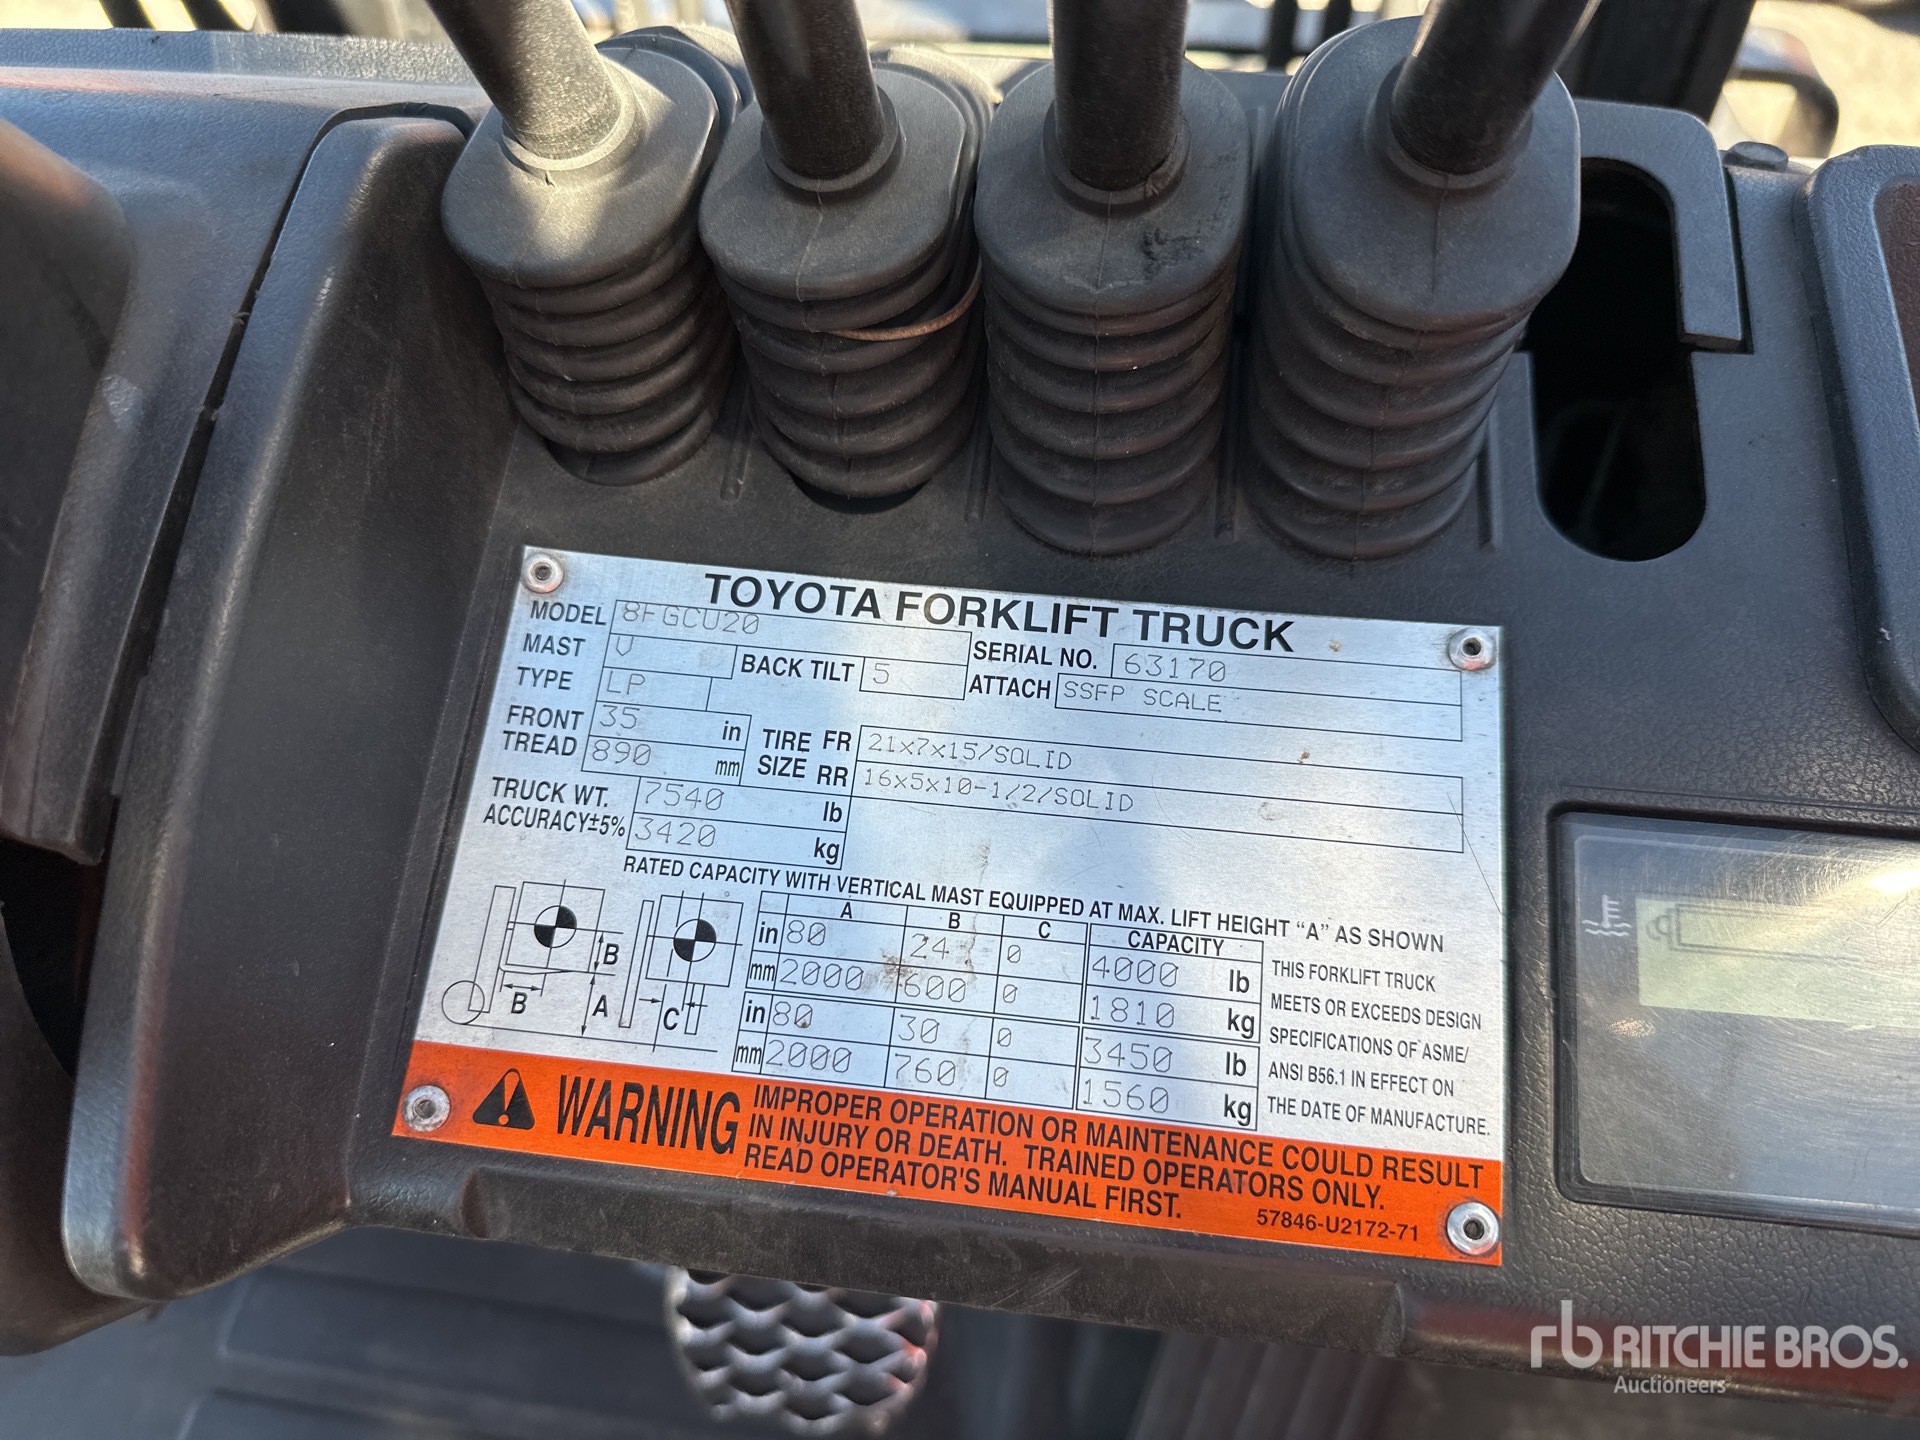 TOYOTA FORKLIFT TRUCK
MODEL 8FGCU20
MAST V BACK TILT 5 SERIAL NO. 63170
TYPE LP ATTACH SSFP SCALE
FRONT TREAD 35 in TIRE SIZE FR 21x7x15/SOLID
890 mm RR 16x5x10-1/2/SOLID
TRUCK WT. 7540 lb
ACCURACY±5% 3420 kg
RATED CAPACITY WITH VERTICAL MAST EQUIPPED AT MAX. LIFT HEIGHT "A" AS SHOWN
A B C CAPACITY
in 80 24 0 4000 lb
mm 2000 600 0 1810 kg
in 80 30 0 3450 lb
mm 2000 760 0 1560 kg
B B A C
THIS FORKLIFT TRUCK
MEETS OR EXCEEDS DESIGN
SPECIFICATIONS OF ASME/
ANSI B56.1 IN EFFECT ON
THE DATE OF MANUFACTURE.
WARNING
IMPROPER OPERATION OR MAINTENANCE COULD RESULT
IN INJURY OR DEATH. TRAINED OPERATORS ONLY.
READ OPERATOR'S MANUAL FIRST.
57846-U2172-71
rb RITCHIE BROS.
Auctioneers